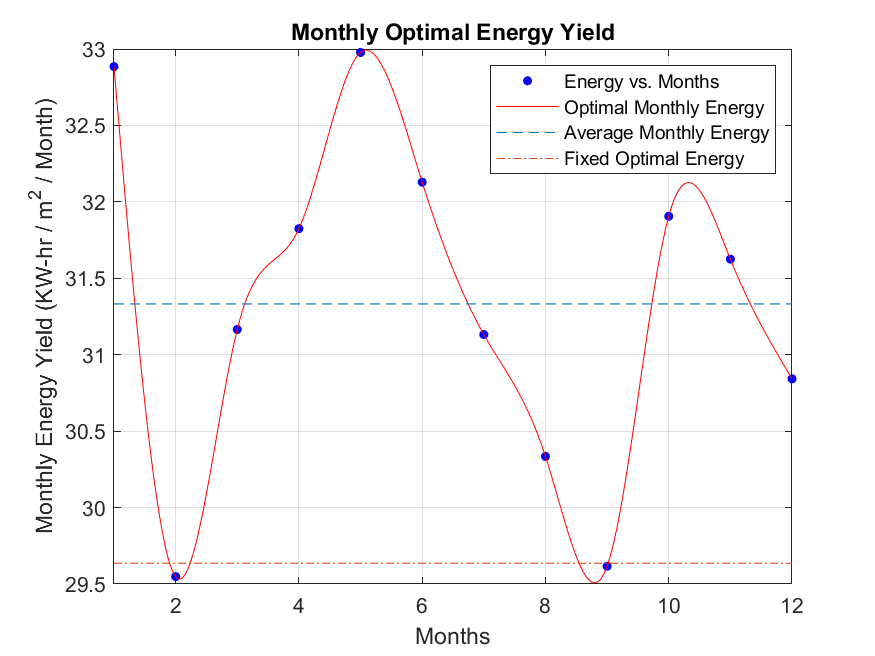 Monthly Optimal Energy Yield
Energy vs. Months
Optimal Monthly Energy
Average Monthly Energy
Fixed Optimal Energy
Monthly Energy Yield (KW-hr / m² / Month)
33
32.5
32
31.5
31
30.5
30
29.5
2 4 6 8 10 12
Months